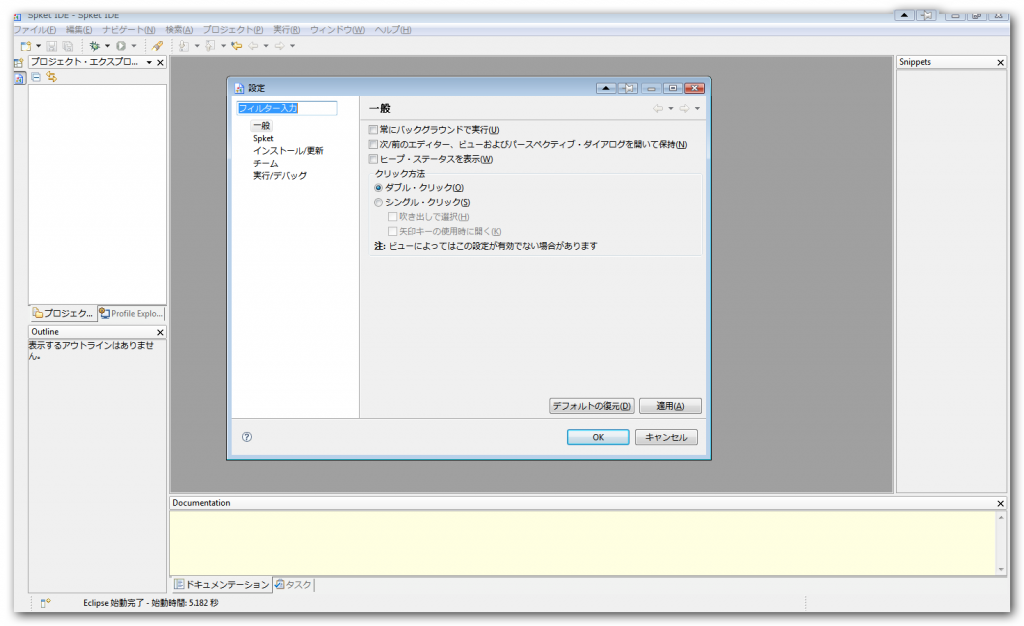 Spket IDE - Spket IDE
ファイル(F) 編集(E) ナビゲート(N) 検索(A) プロジェクト(P) 実行(R) ウィンドウ(W) ヘルプ(H)
プロジェクト・エクスプロ...
Snippets
設定
フィルター入力
一般
Spket
インストール/更新
チーム
実行/デバッグ
一般
常にバックグラウンドで実行(U)
次/前のエディター、ビューおよびパースペクティブ・ダイアログを開いて保持(N)
ヒープ・ステータスを表示(W)
クリック方法
ダブル・クリック(O)
シングル・クリック(S)
吹き出しで選択(H)
矢印キーの使用時に開く(K)
注: ビューによってはこの設定が有効でない場合があります
デフォルトの復元(D) 適用(A)
OK キャンセル
プロジェク... Profile Explo...
Outline
表示するアウトラインはありませ
ん。
Documentation
ドキュメンテーション タスク
Eclipse 始動完了 - 始動時間: 5.182 秒